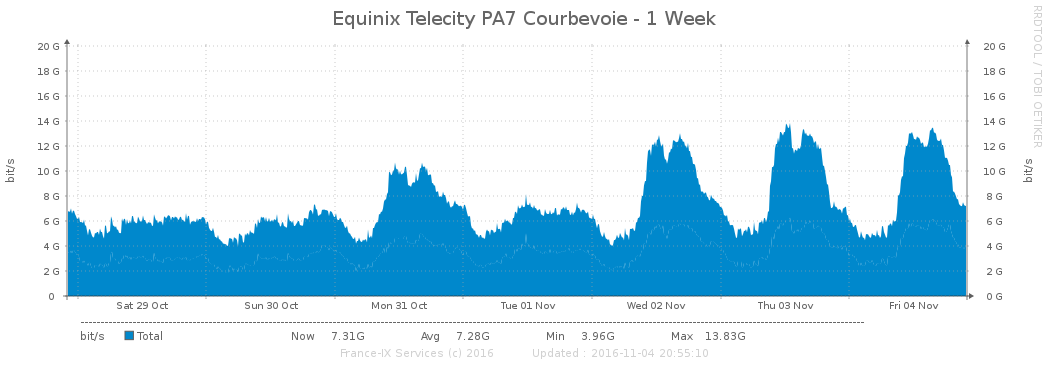 Equinix Telecity PA7 Courbevoie - 1 Week
RRDTOOL / TOBI OETIKER
bit/s
20 G
18 G
16 G
14 G
12 G
10 G
8 G
6 G
4 G
2 G
0
20 G
18 G
16 G
14 G
12 G
10 G
8 G
6 G
4 G
2 G
0 G
bit/s
Sat 29 Oct Sun 30 Oct Mon 31 Oct Tue 01 Nov Wed 02 Nov Thu 03 Nov Fri 04 Nov
bit/s Total Now 7.31G Avg 7.28G Min 3.96G Max 13.83G
France-IX Services (c) 2016 Updated : 2016-11-04 20:55:10